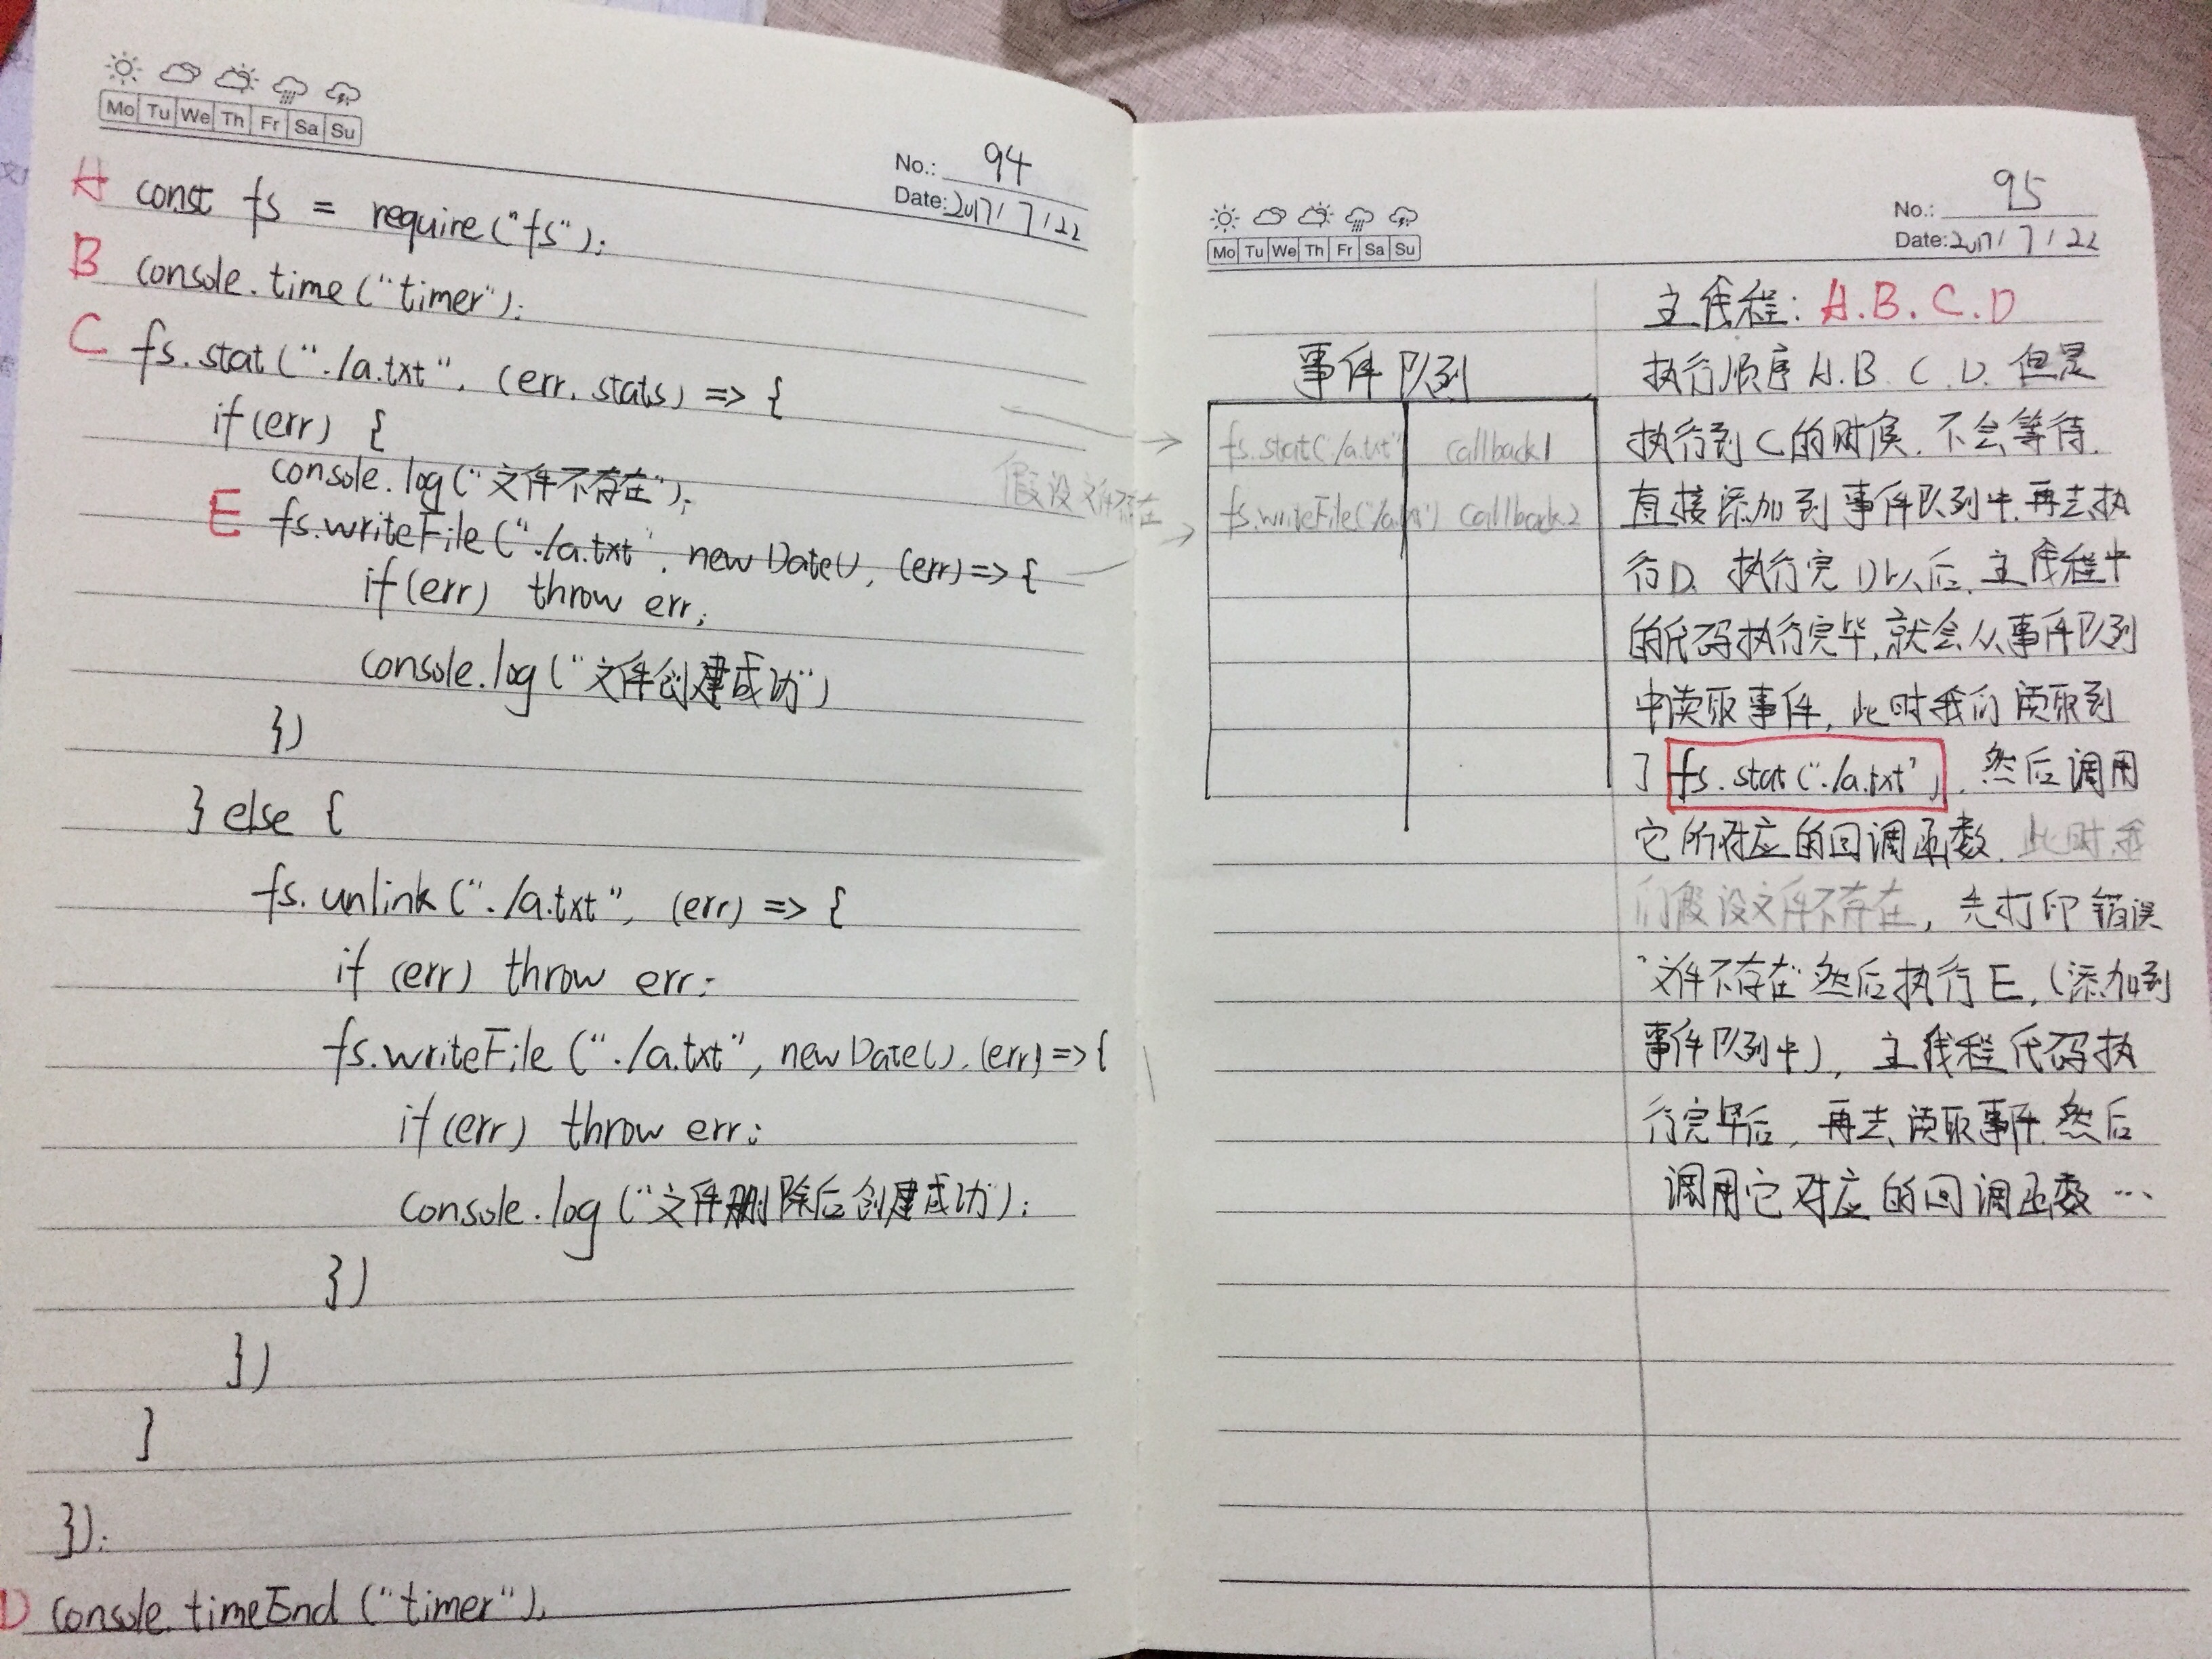 Mo Tu We Th Fr Sa Su
No.: 94
Date: 2017/7/22
A const fs = require("fs");
B console.time("timer");
C fs.stat("./a.txt", (err, stats) => {
if(err) {
console.log("文件不存在");
E fs.writeFile("./a.txt", new Date(), (err) => {
if(err) throw err;
console.log("文件创建成功")
})
} else {
fs.unlink("./a.txt", (err) => {
if (err) throw err;
fs.writeFile("./a.txt", new Date(), (err) => {
if(err) throw err;
console.log("文件删除后创建成功");
})
})
}
});
D console.timeEnd("timer");
Mo Tu We Th Fr Sa Su
No.: 95
Date: 2017/7/22
事件队列
fs.stat("/a.txt") callback1
假设文件不存在
fs.writeFile("/a.txt") callback2
主线程: A.B.C.D
执行顺序 A.B.C.D. 但是
执行到C的时候, 不会等待.
直接添加到事件队列中,再去执
行D. 执行完D以后, 主线程中
的代码执行完毕,就会从事件队列
中读取事件, 此时我们读取到
了 fs.stat("./a.txt"), 然后调用
它所对应的回调函数. 此时,我
们假设文件不存在, 先打印错误
"文件不存在"然后执行E, (添加到
事件队列中), 主线程代码执
行完毕后, 再去读取事件,然后
调用它对应的回调函数…